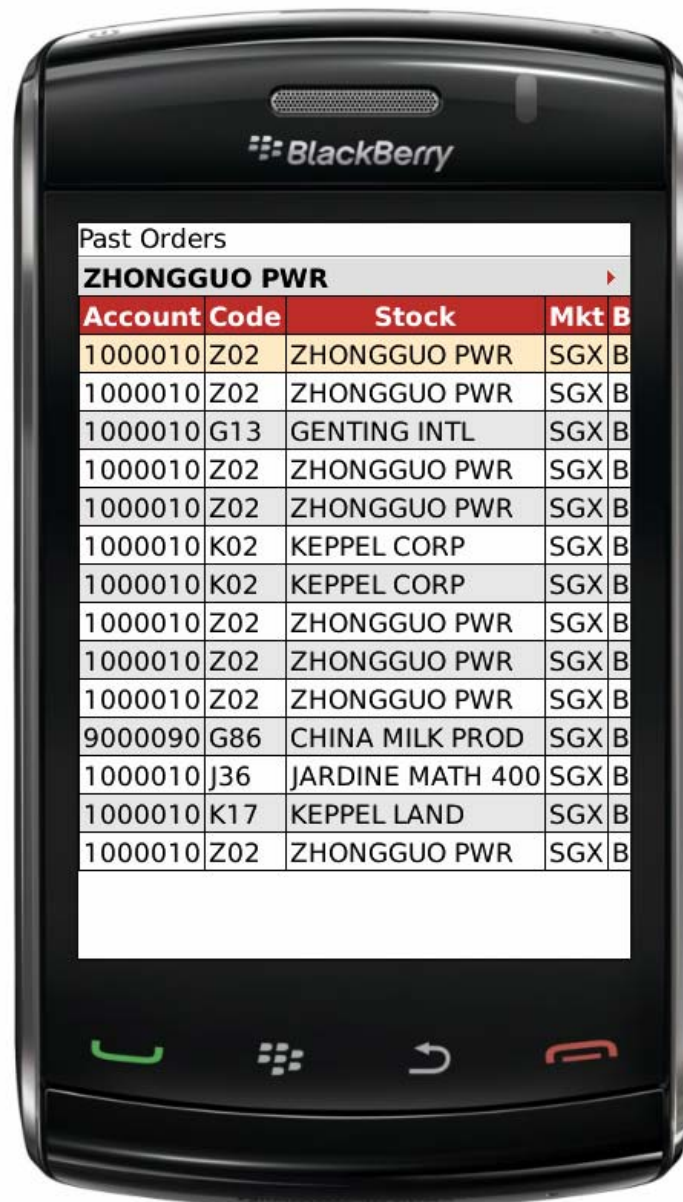 BlackBerry
Past Orders
ZHONGGUO PWR
Account Code Stock Mkt B
1000010 Z02 ZHONGGUO PWR SGX B
1000010 Z02 ZHONGGUO PWR SGX B
1000010 G13 GENTING INTL SGX B
1000010 Z02 ZHONGGUO PWR SGX B
1000010 Z02 ZHONGGUO PWR SGX B
1000010 K02 KEPPEL CORP SGX B
1000010 K02 KEPPEL CORP SGX B
1000010 Z02 ZHONGGUO PWR SGX B
1000010 Z02 ZHONGGUO PWR SGX B
1000010 Z02 ZHONGGUO PWR SGX B
9000090 G86 CHINA MILK PROD SGX B
1000010 J36 JARDINE MATH 400 SGX B
1000010 K17 KEPPEL LAND SGX B
1000010 Z02 ZHONGGUO PWR SGX B